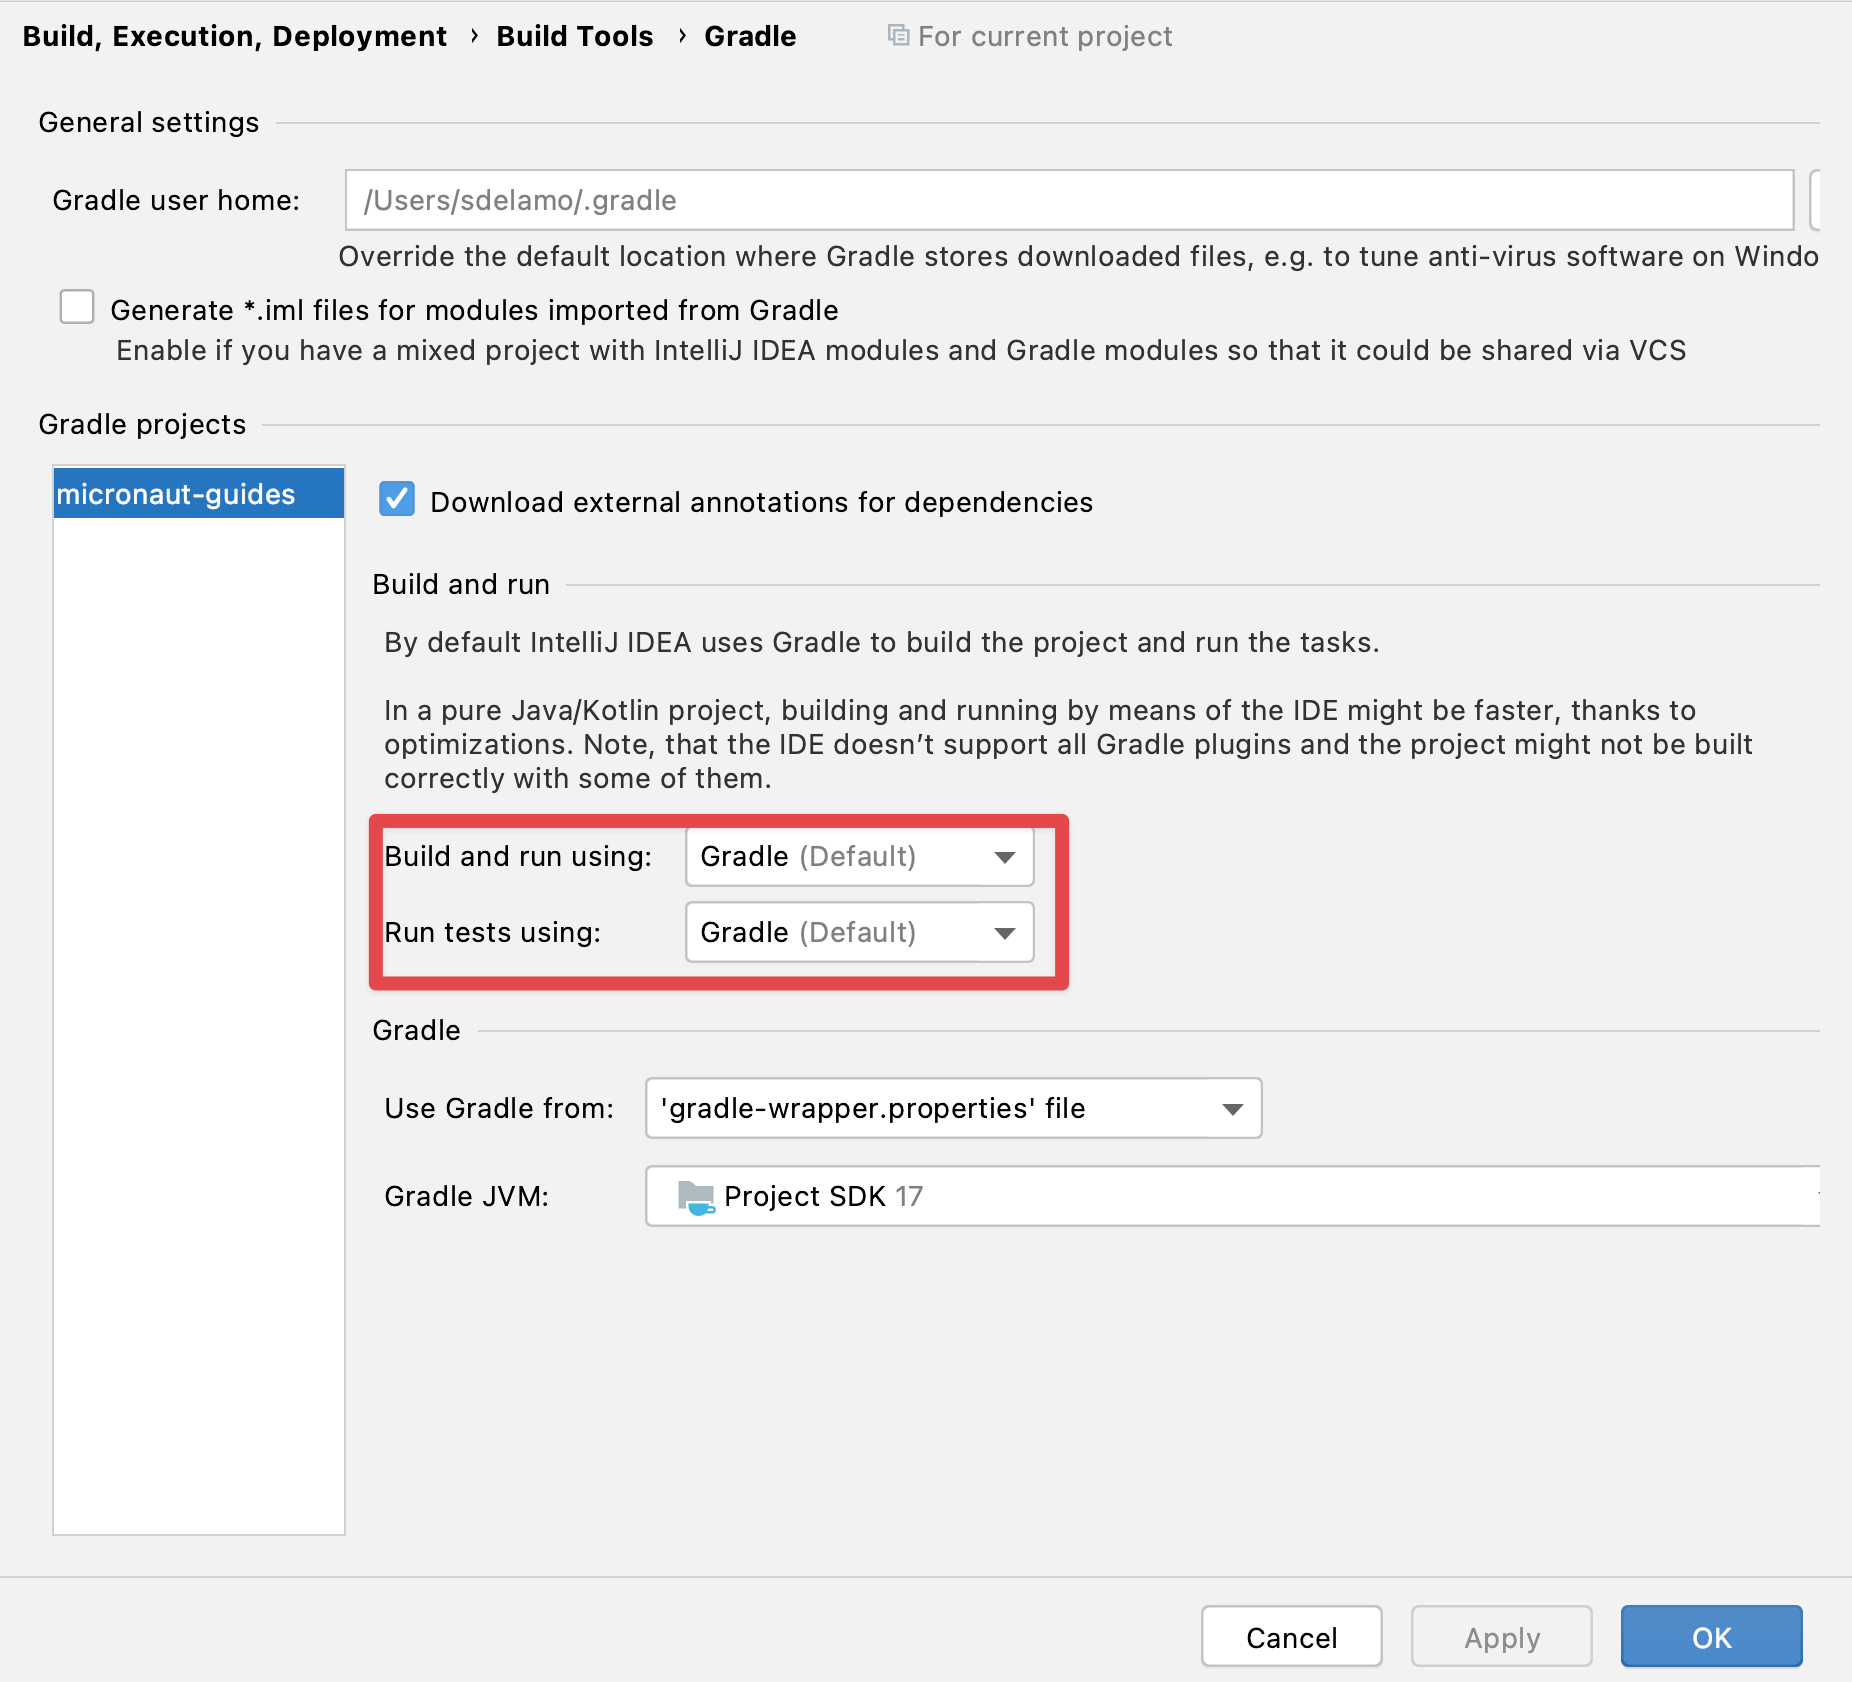 Build, Execution, Deployment › Build Tools › Gradle For current project
General settings
Gradle user home: /Users/sdelamo/.gradle
Override the default location where Gradle stores downloaded files, e.g. to tune anti-virus software on Windo
Generate *.iml files for modules imported from Gradle
Enable if you have a mixed project with IntelliJ IDEA modules and Gradle modules so that it could be shared via VCS
Gradle projects
micronaut-guides
Download external annotations for dependencies
Build and run
By default IntelliJ IDEA uses Gradle to build the project and run the tasks.
In a pure Java/Kotlin project, building and running by means of the IDE might be faster, thanks to
optimizations. Note, that the IDE doesn’t support all Gradle plugins and the project might not be built
correctly with some of them.
Build and run using: Gradle (Default)
Run tests using: Gradle (Default)
Gradle
Use Gradle from: 'gradle-wrapper.properties' file
Gradle JVM: Project SDK 17
Cancel Apply OK